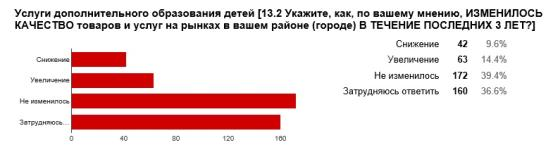 Услуги дополнительного образования детей [13.2 Укажите, как, по вашему мнению, ИЗМЕНИЛОСЬ
КАЧЕСТВО товаров и услуг на рынках в вашем районе (городе) В ТЕЧЕНИЕ ПОСЛЕДНИХ 3 ЛЕТ?]
Снижение
Увеличение
Не изменилось
Затрудняюсь...
0 40 80 120 160
Снижение 42 9.6%
Увеличение 63 14.4%
Не изменилось 172 39.4%
Затрудняюсь ответить 160 36.6%